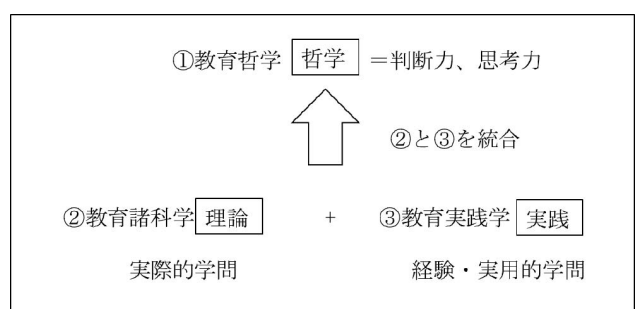 ①教育哲学 哲学 ＝判断力、思考力
②と③を統合
②教育諸科学 理論 + ③教育実践学 実践
実際的学問 経験・実用的学問